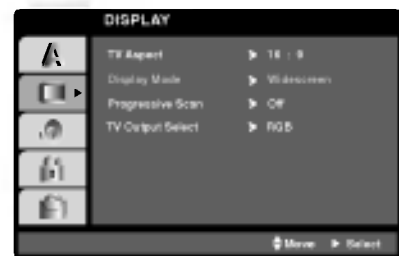 DISPLAY
TV Aspect 16 : 9
Display Mode Widescreen
Progressive Scan Off
TV Output Select RGB
Move Select